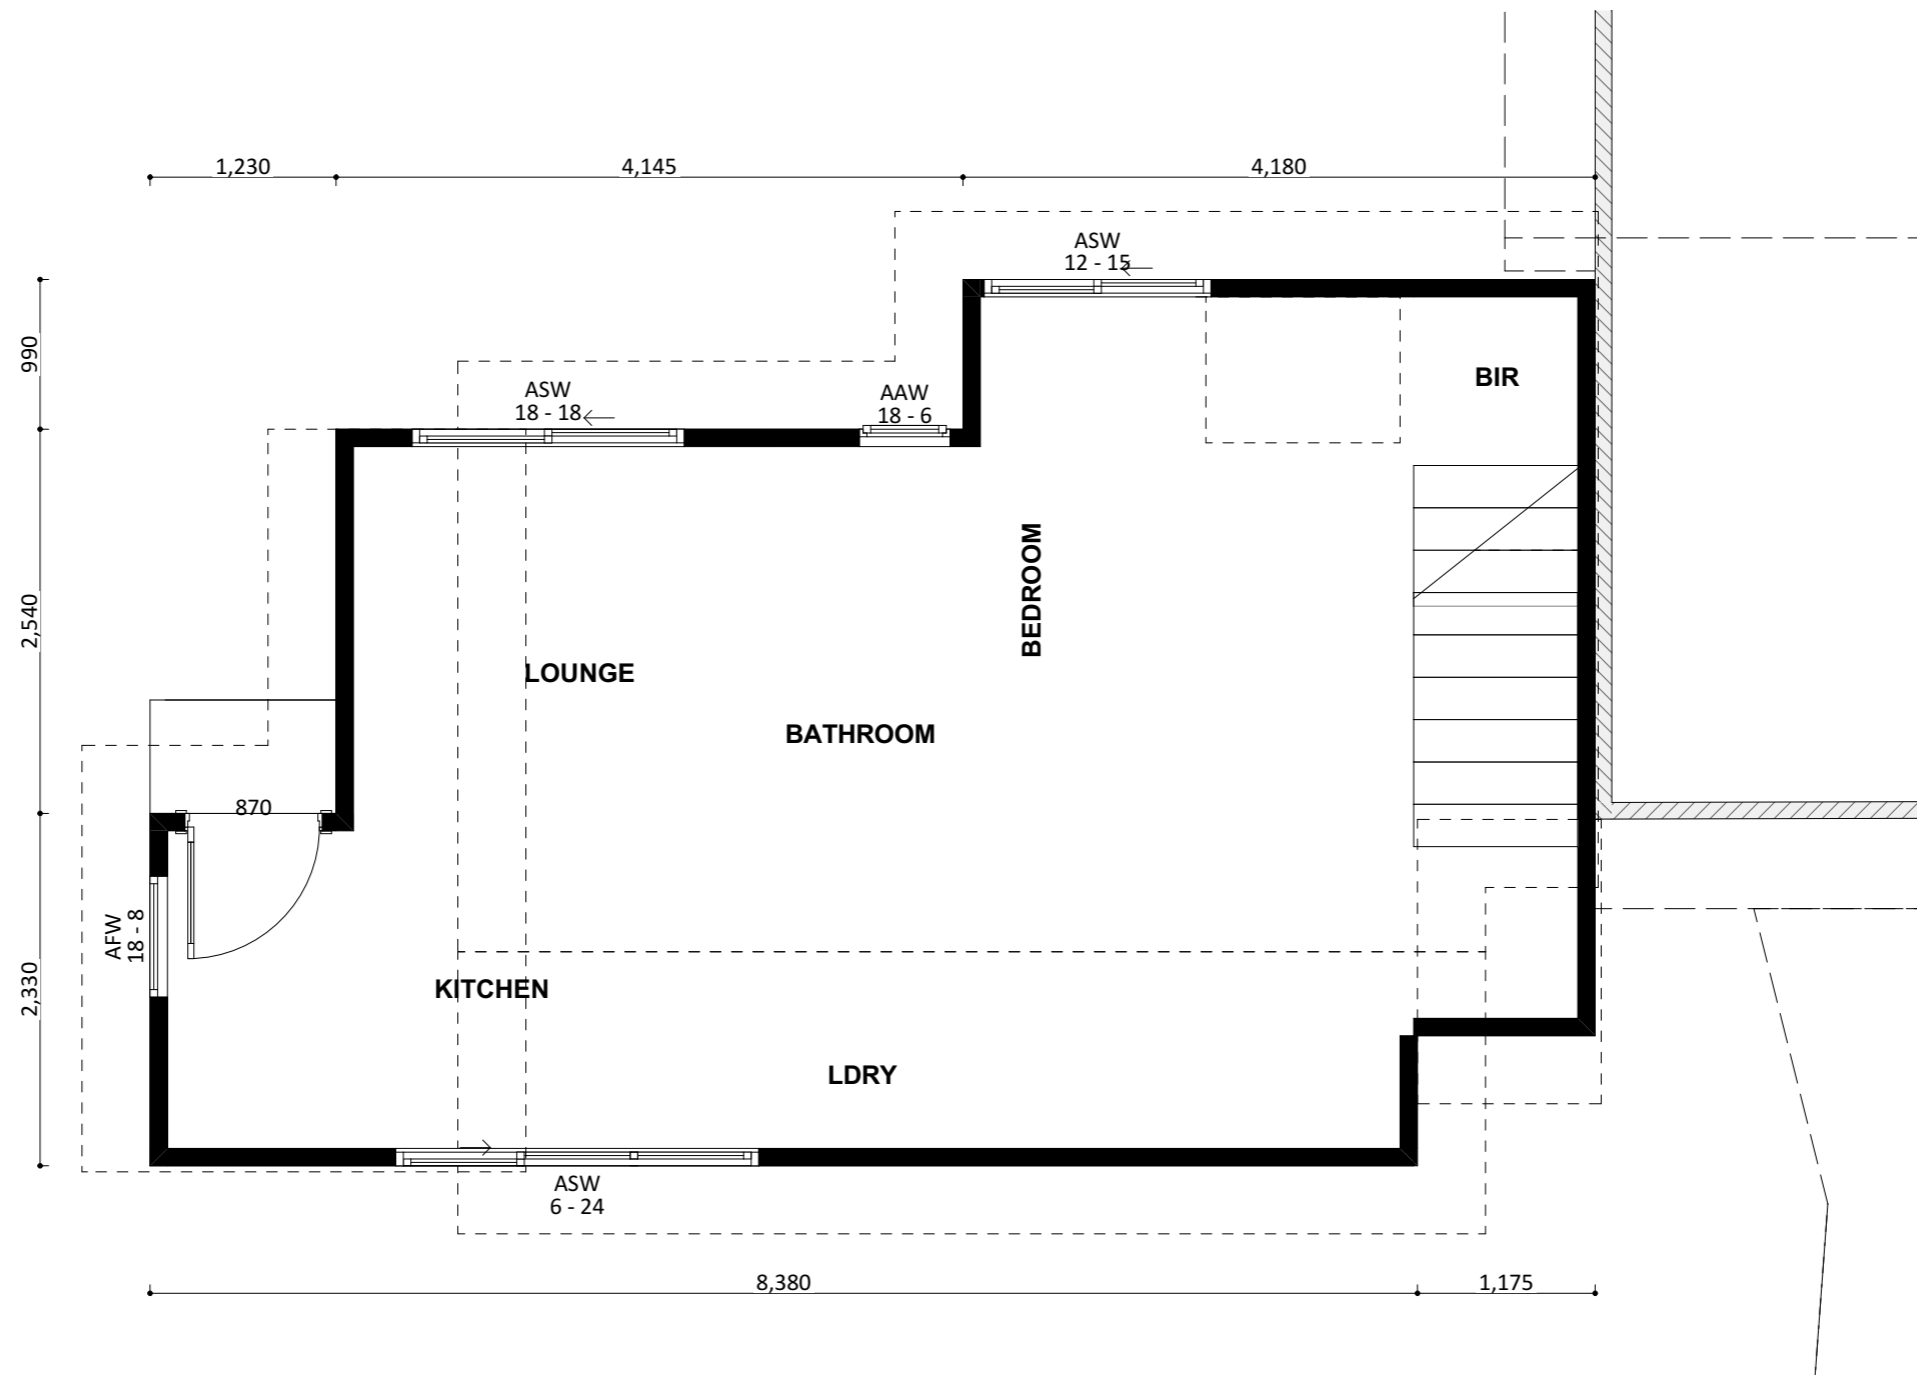 1,230
4,145
4,180
ASW
12 - 15
990
BIR
ASW
18 - 18
AAW
18 - 6
BEDROOM
2,540
LOUNGE
BATHROOM
870
AFW
18 - 8
2,330
KITCHEN
LDRY
ASW
6 - 24
8,380
1,175